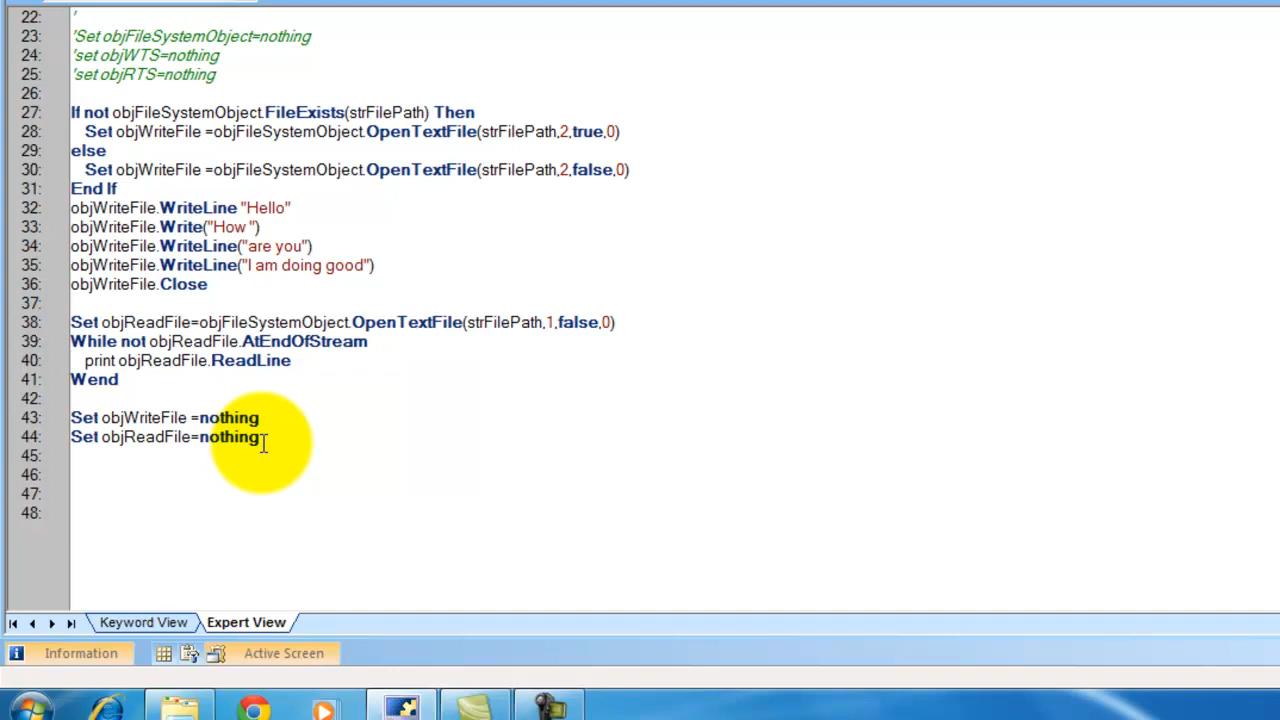 22: '
23: 'Set objFileSystemObject=nothing
24: 'set objWTS=nothing
25: 'set objRTS=nothing
26:
27: If not objFileSystemObject.FileExists(strFilePath) Then
28: Set objWriteFile =objFileSystemObject.OpenTextFile(strFilePath,2,true,0)
29: else
30: Set objWriteFile =objFileSystemObject.OpenTextFile(strFilePath,2,false,0)
31: End If
32: objWriteFile.WriteLine "Hello"
33: objWriteFile.Write("How ")
34: objWriteFile.WriteLine("are you")
35: objWriteFile.WriteLine("I am doing good")
36: objWriteFile.Close
37:
38: Set objReadFile=objFileSystemObject.OpenTextFile(strFilePath,1,false,0)
39: While not objReadFile.AtEndOfStream
40: print objReadFile.ReadLine
41: Wend
42:
43: Set objWriteFile =nothing
44: Set objReadFile=nothing
45:
46:
47:
48:
Keyword View Expert View
Information Active Screen